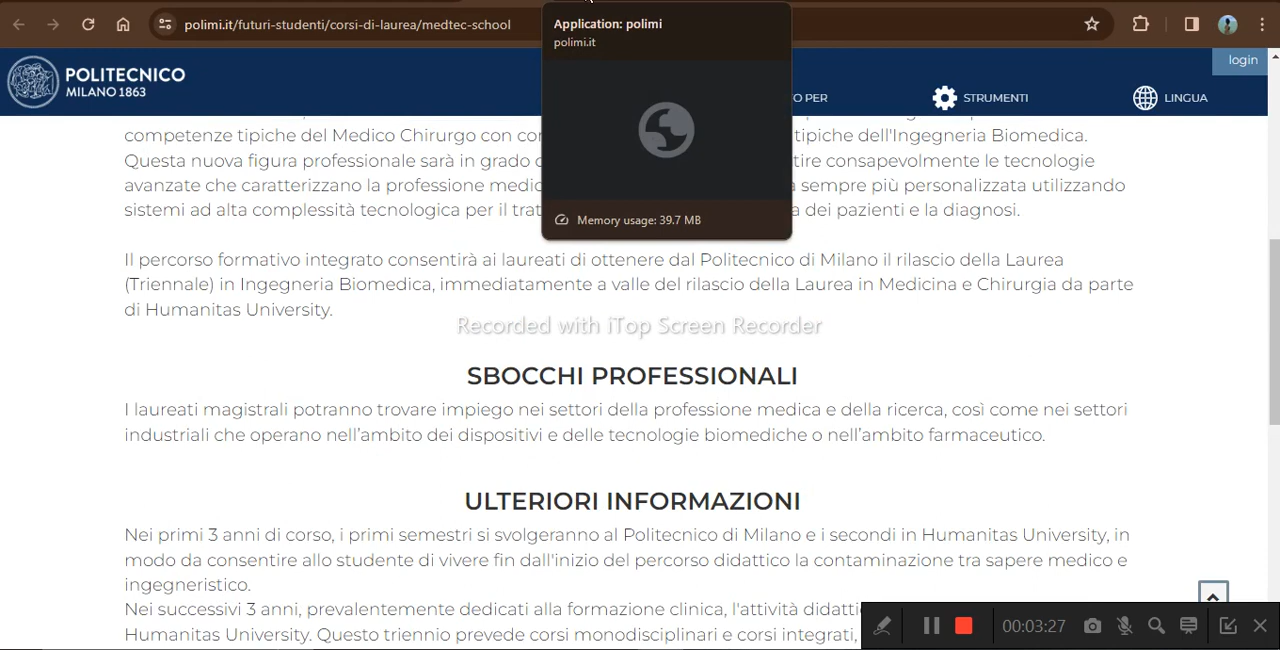 polimi.it/futuri-studenti/corsi-di-laurea/medtec-school
Application: polimi
polimi.it
Memory usage: 39.7 MB
POLITECNICO
MILANO 1863
login
O PER
STRUMENTI
LINGUA
competenze tipiche del Medico Chirurgo con tipiche dell'Ingegneria Biomedica.
Questa nuova figura professionale sarà in grado consapevolmente le tecnologie
avanzate che caratterizzano la professione sempre più personalizzata utilizzando
sistemi ad alta complessità tecnologica per il dei pazienti e la diagnosi.
Il percorso formativo integrato consentirà ai laureati di ottenere dal Politecnico di Milano il rilascio della Laurea
(Triennale) in Ingegneria Biomedica, immediatamente a valle del rilascio della Laurea in Medicina e Chirurgia da parte
di Humanitas University.
Recorded with iTop Screen Recorder
SBOCCHI PROFESSIONALI
I laureati magistrali potranno trovare impiego nei settori della professione medica e della ricerca, così come nei settori
industriali che operano nell'ambito dei dispositivi e delle tecnologie biomediche o nell'ambito farmaceutico.
ULTERIORI INFORMAZIONI
Nei primi 3 anni di corso, i primi semestri si svolgeranno al Politecnico di Milano e i secondi in Humanitas University, in
modo da consentire allo studente di vivere fin dall'inizio del percorso didattico la contaminazione tra sapere medico e
ingegneristico.
Nei successivi 3 anni, prevalentemente dedicati alla formazione clinica, l'attività
Humanitas University. Questo triennio prevede corsi monodisciplinari e corsi integrati,
00:03:27